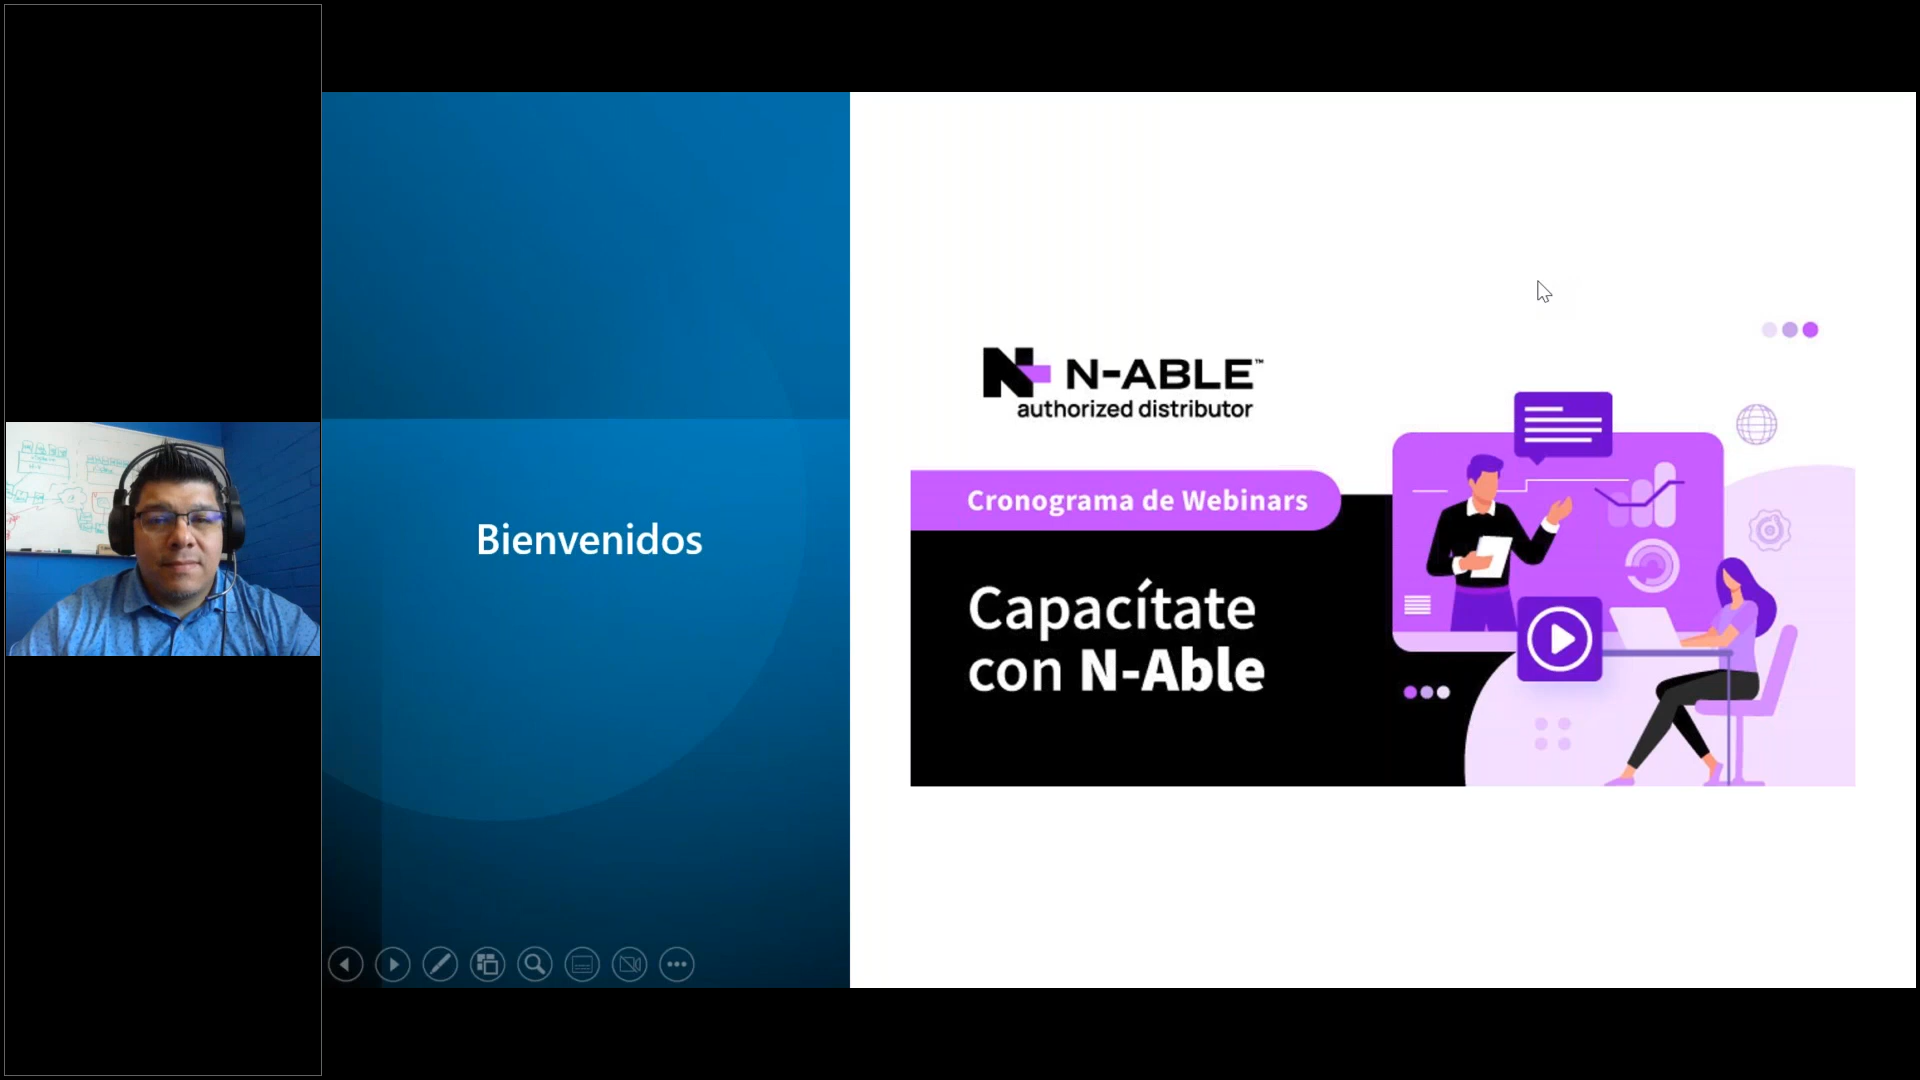 Bienvenidos
N-ABLE™
authorized distributor
Cronograma de Webinars
Capacítate
con N-Able